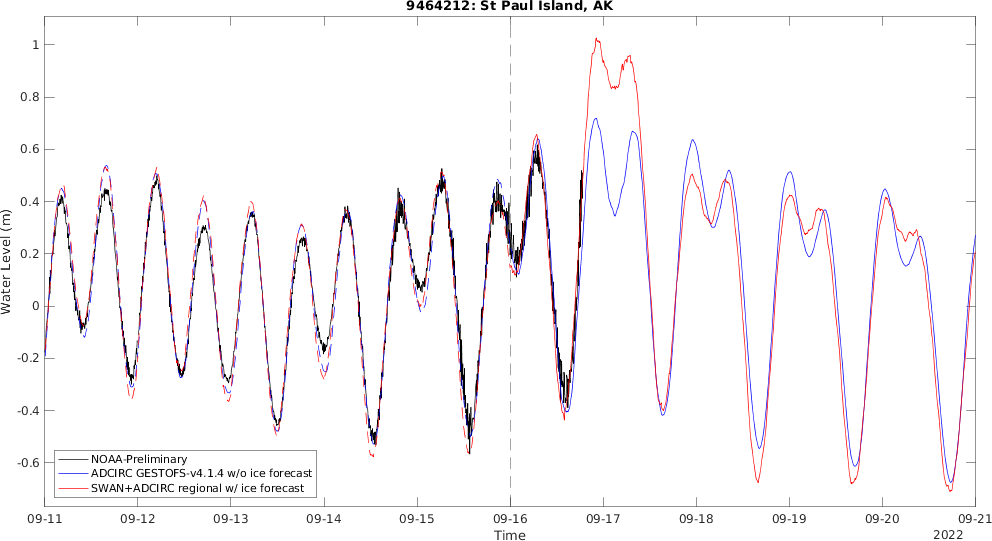 9464212: St Paul Island, AK
Water Level (m)
1
0.8
0.6
0.4
0.2
0
-0.2
-0.4
-0.6
NOAA-Preliminary
ADCIRC GESTOFS-v4.1.4 w/o ice forecast
SWAN+ADCIRC regional w/ ice forecast
09-11 09-12 09-13 09-14 09-15 09-16 09-17 09-18 09-19 09-20 09-21
Time
2022